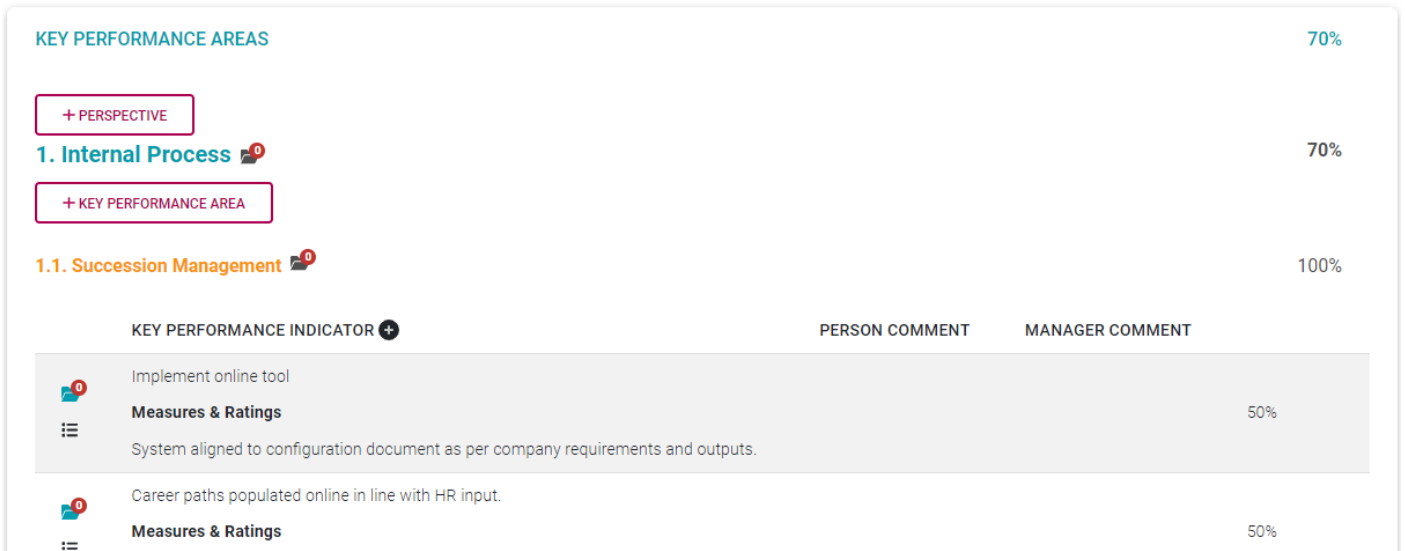 KEY PERFORMANCE AREAS 70%
+ PERSPECTIVE
1. Internal Process 0 70%
+ KEY PERFORMANCE AREA
1.1. Succession Management 0 100%
KEY PERFORMANCE INDICATOR + PERSON COMMENT MANAGER COMMENT
0 Implement online tool
Measures & Ratings 50%
System aligned to configuration document as per company requirements and outputs.
0 Career paths populated online in line with HR input.
Measures & Ratings 50%